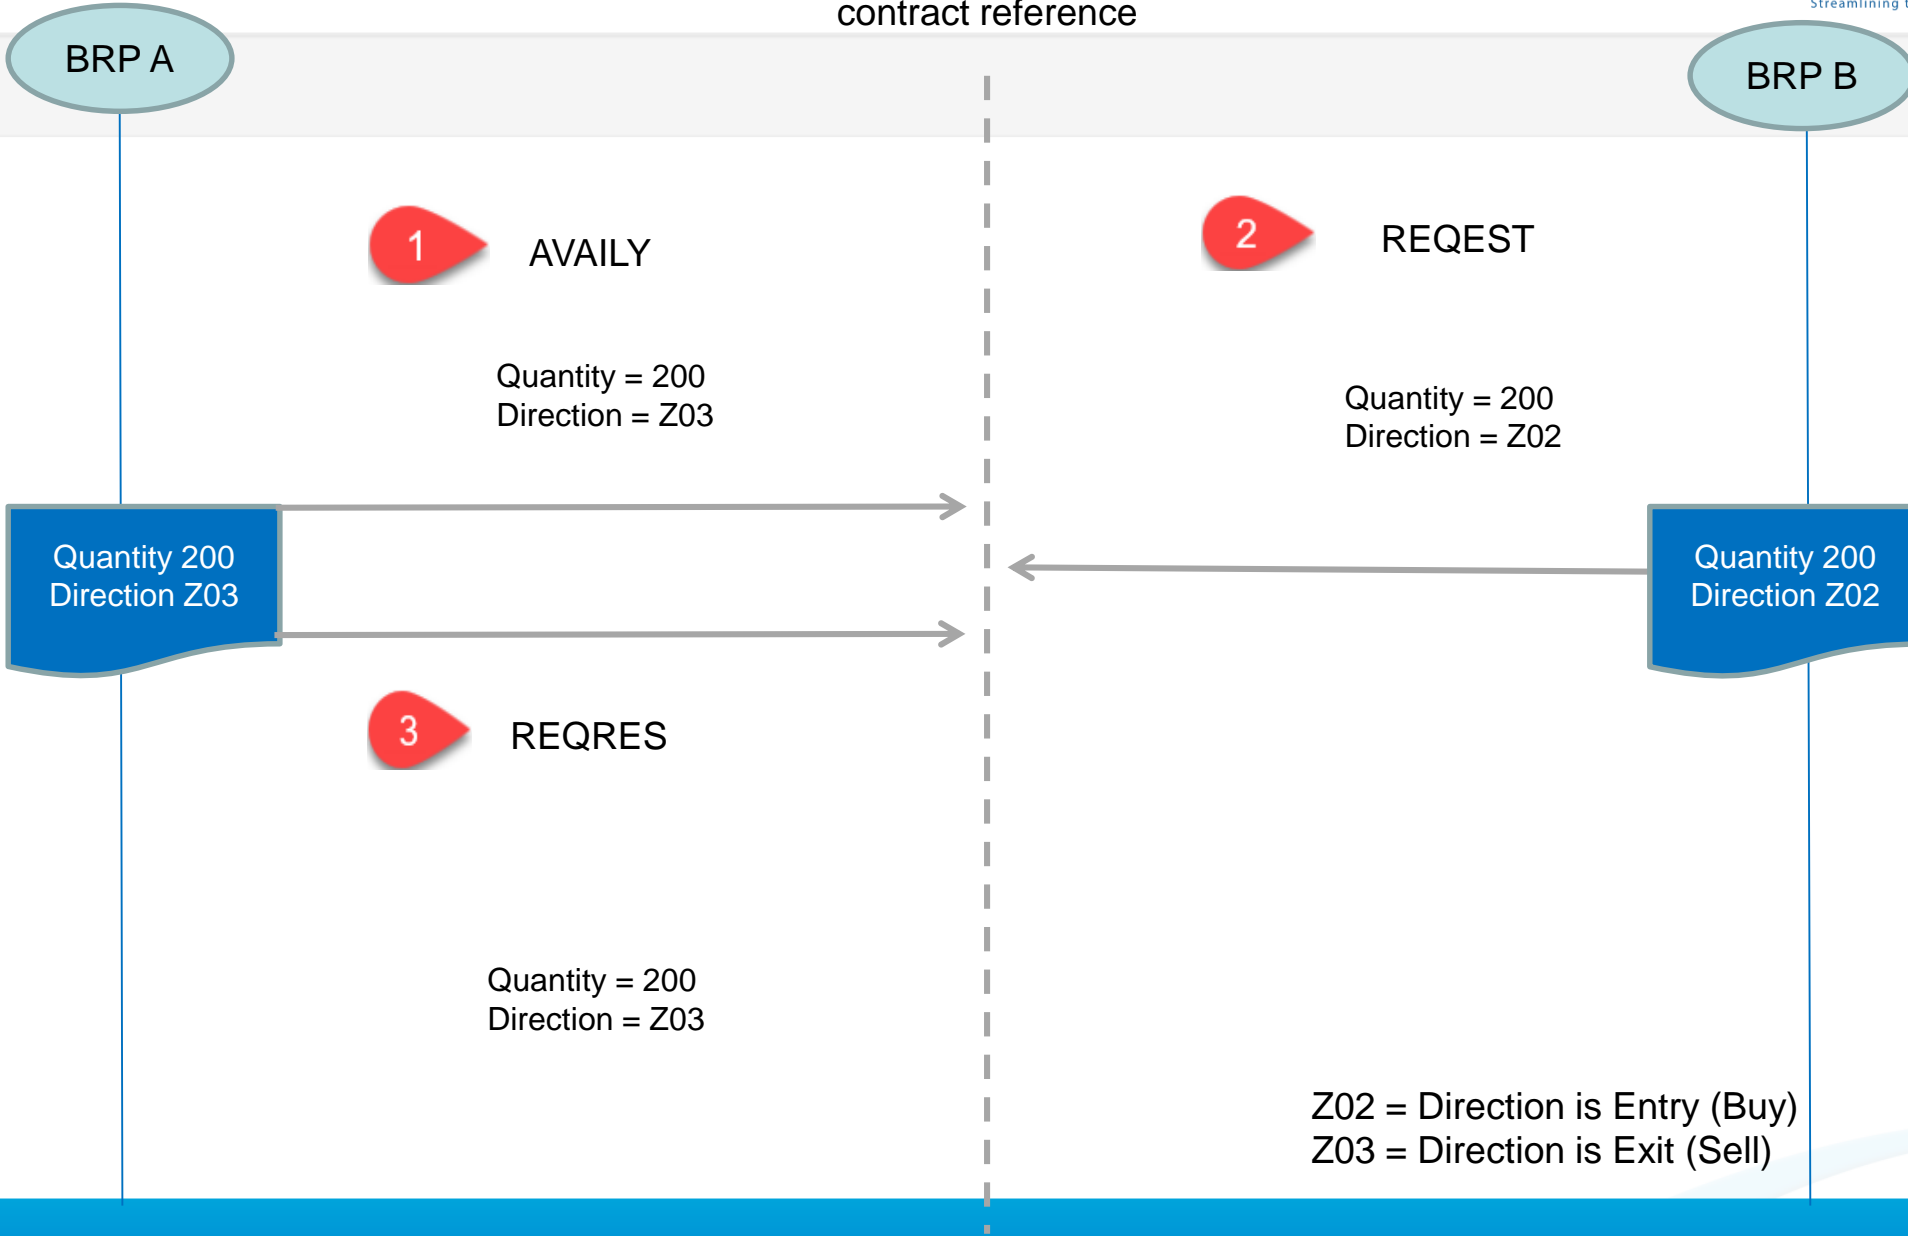 contract reference
Streamlining t
BRP A
BRP B
1
AVAILY
2
REQEST
Quantity = 200
Direction = Z03
Quantity = 200
Direction = Z02
Quantity 200
Direction Z03
Quantity 200
Direction Z02
3
REQRES
Quantity = 200
Direction = Z03
Z02 = Direction is Entry (Buy)
Z03 = Direction is Exit (Sell)